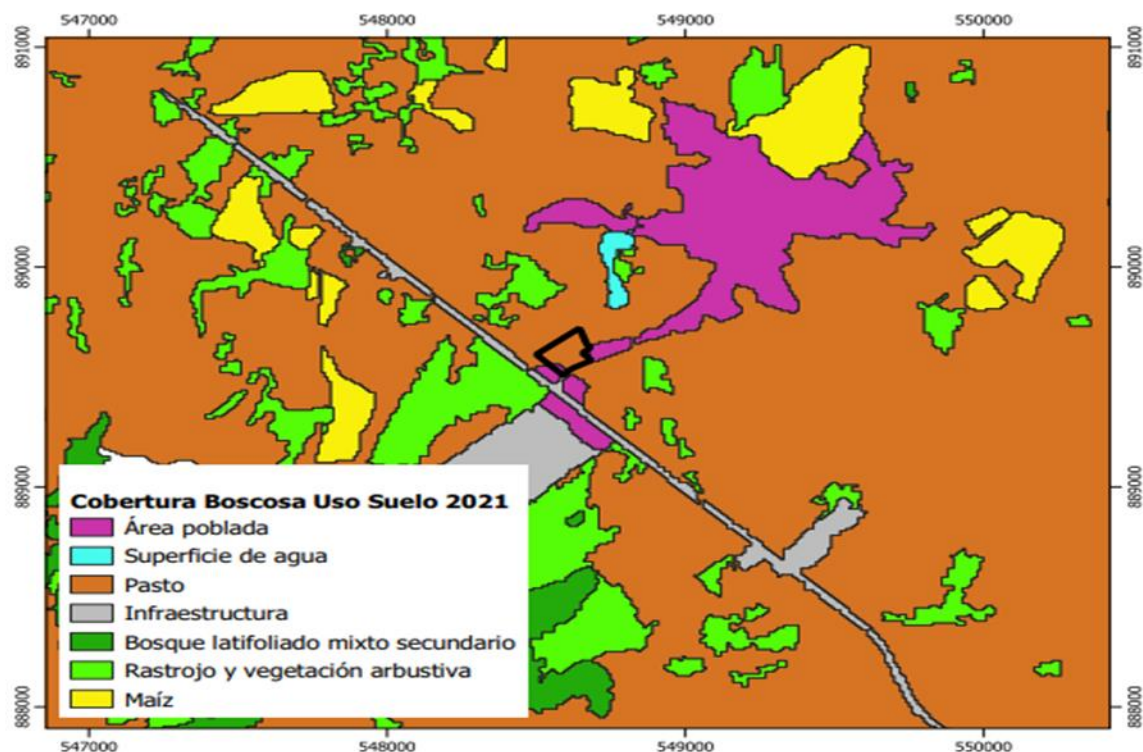 547000 548000 549000 550000
891000 891000
890000 890000
889000 889000
Cobertura Boscosa Uso Suelo 2021
Área poblada
Superficie de agua
Pasto
Infraestructura
Bosque latifoliado mixto secundario
Rastrojo y vegetación arbustiva
Maíz
888000 888000
547000 548000 549000 550000